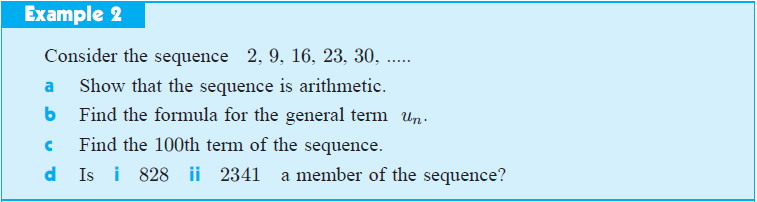 Example 2
Consider the sequence 2, 9, 16, 23, 30, .....
a Show that the sequence is arithmetic.
b Find the formula for the general term uₙ.
c Find the 100th term of the sequence.
d Is i 828 ii 2341 a member of the sequence?